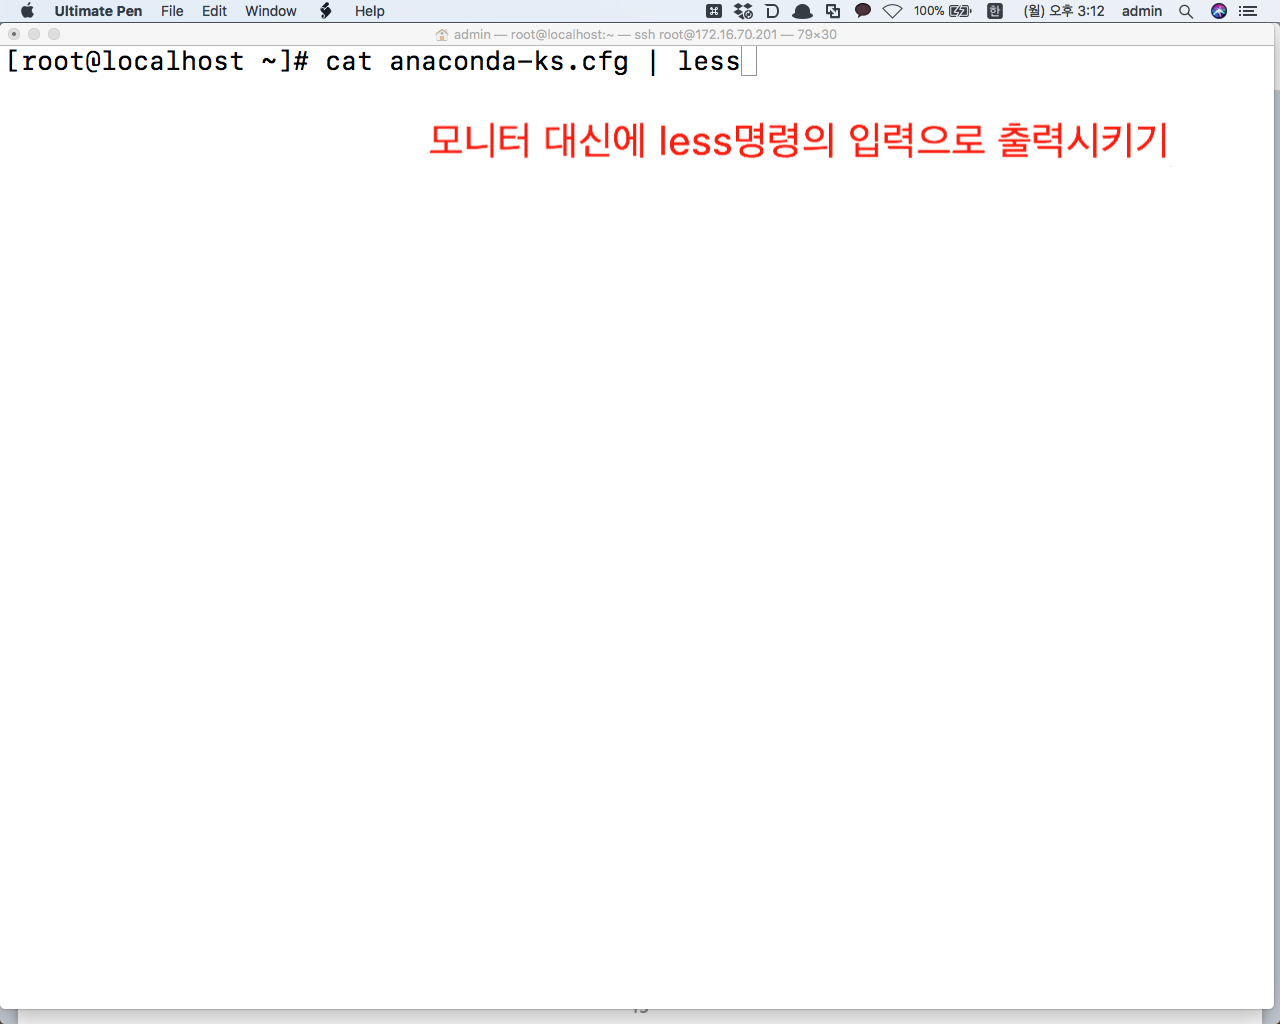 Ultimate Pen File Edit Window Help 100% 한 (월) 오후 3:12 admin
admin — root@localhost:~ — ssh root@172.16.70.201 — 79×30
[root@localhost ~]# cat anaconda-ks.cfg | less
모니터 대신에 less명령의 입력으로 출력시키기